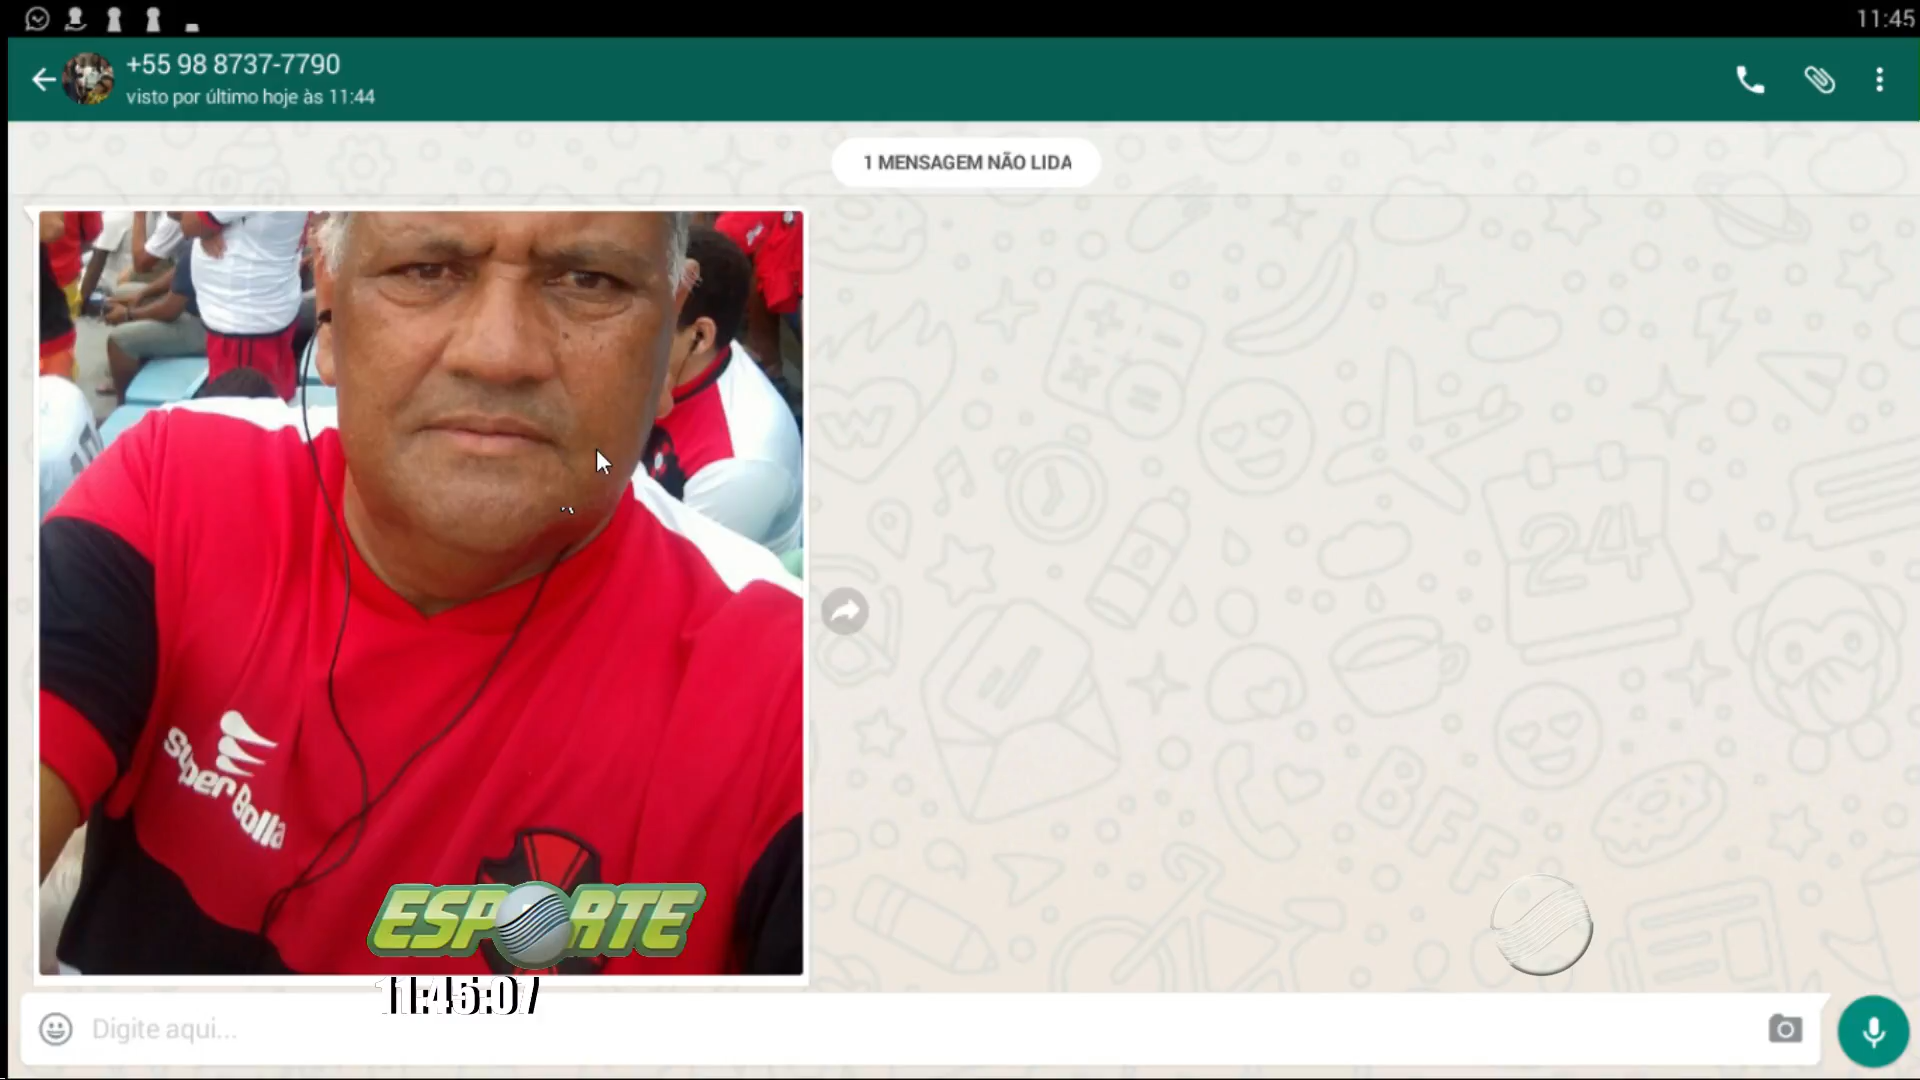 11:45
+55 98 8737-7790
visto por último hoje às 11:44
1 MENSAGEM NÃO LIDA
super Bolla
ESPORTE
11:45:07
Digite aqui...